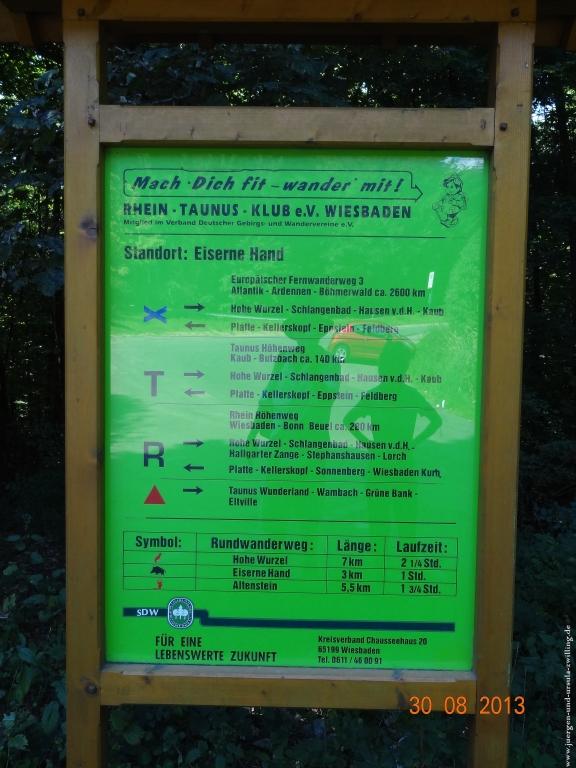 Mach Dich fit - wander' mit!
RHEIN - TAUNUS - KLUB e.V. WIESBADEN
Mitglied im Verband Deutscher Gebirgs- und Wandervereine e.V.
Standort: Eiserne Hand
Europäischer Fernwanderweg 3
Atlantik - Ardennen - Böhmerwald ca. 2600 km
Hohe Wurzel - Schlangenbad - Hausen v.d.H. - Kaub
Platte - Kellerskopf - Eppstein - Feldberg
Taunus Höhenweg
Kaub - Butzbach ca. 140 km
T
Hohe Wurzel - Schlangenbad - Hausen v.d.H. - Kaub
Platte - Kellerskopf - Eppstein - Feldberg
Rhein Höhenweg
Wiesbaden - Bonn Beuel ca. 280 km
R
Hohe Wurzel - Schlangenbad - Hausen v.d.H. -
Hallgarter Zange - Stephanshausen - Lorch
Platte - Kellerskopf - Sonnenberg - Wiesbaden Kurh.
Taunus Wunderland - Wambach - Grüne Bank -
Eltville
Symbol: Rundwanderweg: Länge: Laufzeit:
Hohe Wurzel 7 km 2 1/4 Std.
Eiserne Hand 3 km 1 Std.
Altenstein 5,5 km 1 3/4 Std.
SDW
FÜR EINE
LEBENSWERTE ZUKUNFT
Kreisverband Chausseehaus 20
65199 Wiesbaden
Tel. 0611 / 46 00 91
30 08 2013
www.juergen-und-ursula-zwilling.de